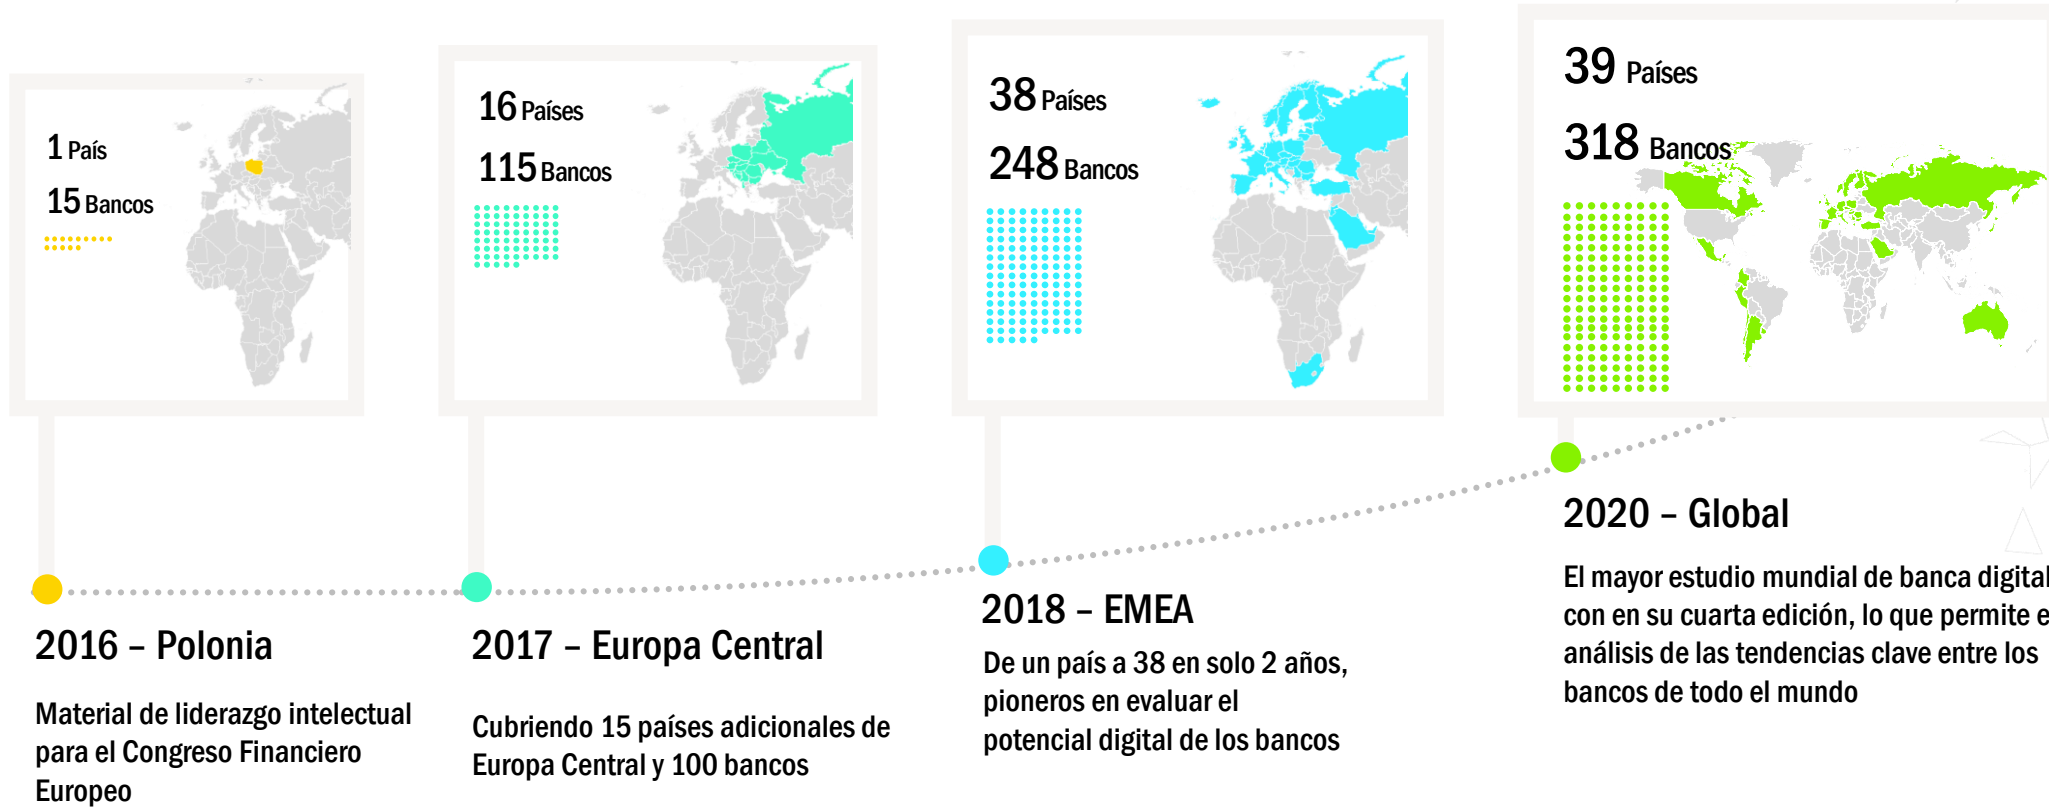 1 País
15 Bancos
2016 – Polonia
Material de liderazgo intelectual
para el Congreso Financiero
Europeo
16 Países
115 Bancos
2017 – Europa Central
Cubriendo 15 países adicionales de
Europa Central y 100 bancos
38 Países
248 Bancos
2018 – EMEA
De un país a 38 en solo 2 años,
pioneros en evaluar el
potencial digital de los bancos
39 Países
318 Bancos
2020 – Global
El mayor estudio mundial de banca digital
con en su cuarta edición, lo que permite e
análisis de las tendencias clave entre los
bancos de todo el mundo